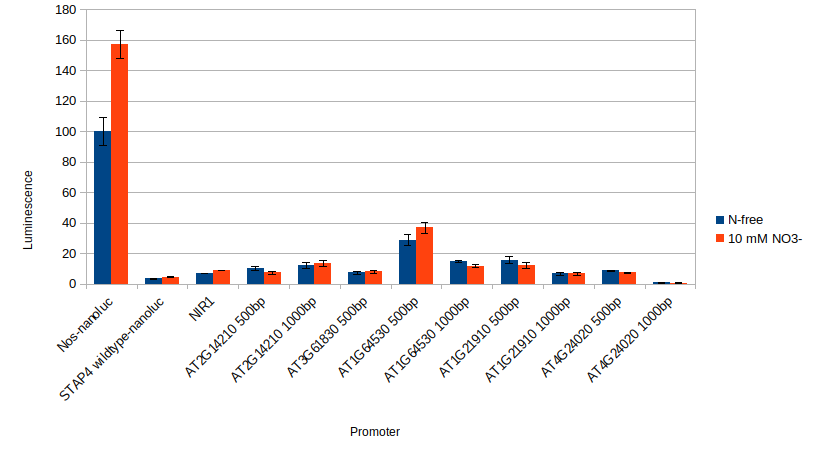 180
160
140
120
100
80
60
40
20
0
Luminescence
Nos-nanoluc
STAP4 wildtype-nanoluc
NIR1
AT2G14210 500bp
AT2G14210 1000bp
AT3G61830 500bp
AT1G64530 500bp
AT1G64530 1000bp
AT1G21910 500bp
AT1G21910 1000bp
AT4G24020 500bp
AT4G24020 1000bp
Promoter
N-free
10 mM NO3-